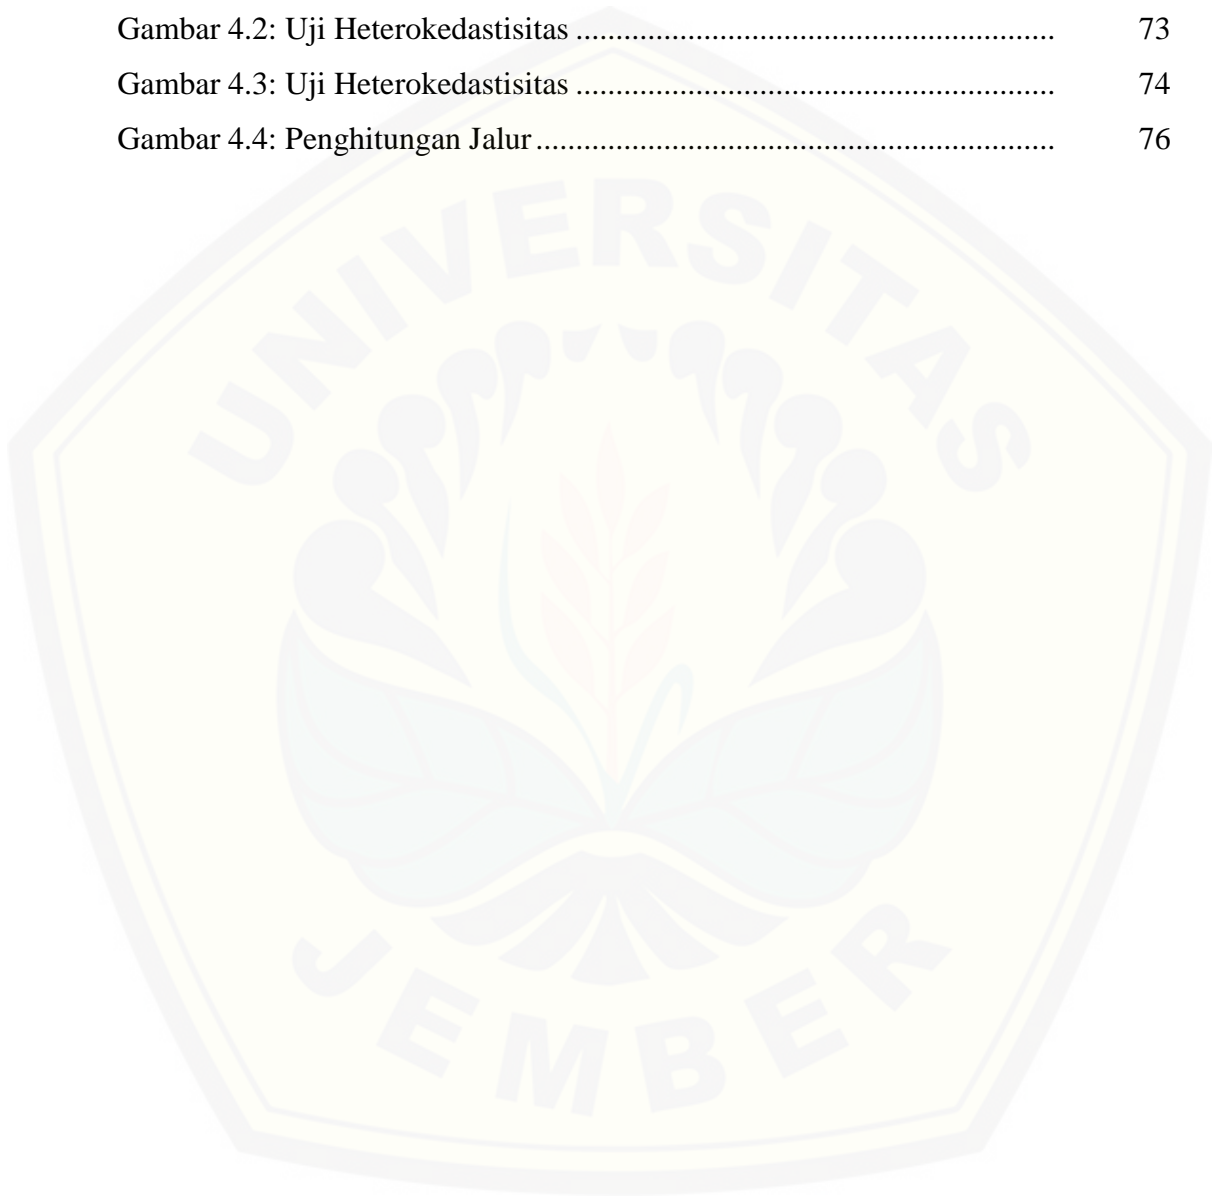 Gambar 4.2: Uji Heterokedastisitas ............................................................ 73
Gambar 4.3: Uji Heterokedastisitas ............................................................ 74
Gambar 4.4: Penghitungan Jalur ................................................................. 76
UNIVERSITAS
JEMBER